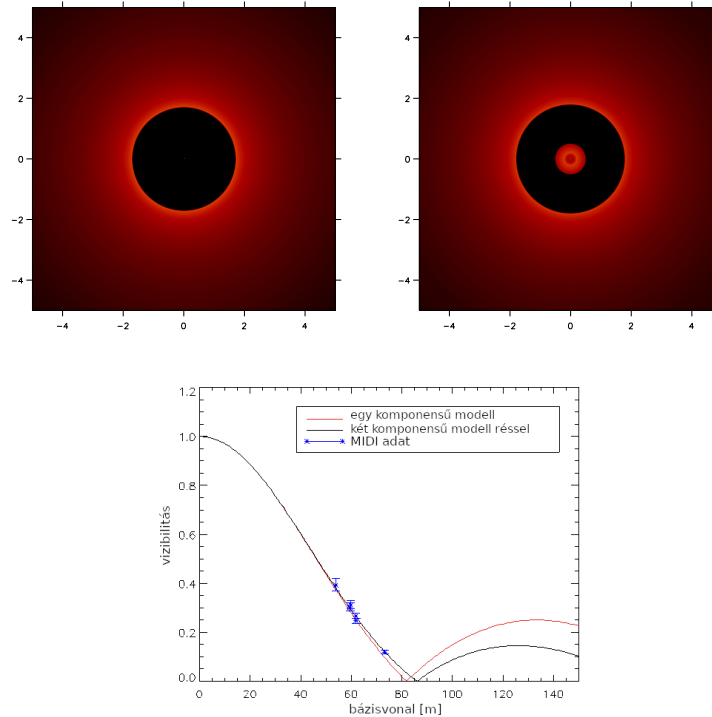 4
2
0
−2
−4
−4 −2 0 2 4
4
2
0
−2
−4
−4 −2 0 2 4
1.2
1.0
0.8
0.6
0.4
0.2
0.0
vizibilitás
egy komponensű modell
két komponensű modell réssel
MIDI adat
0 20 40 60 80 100 120 140
bázisvonal [m]